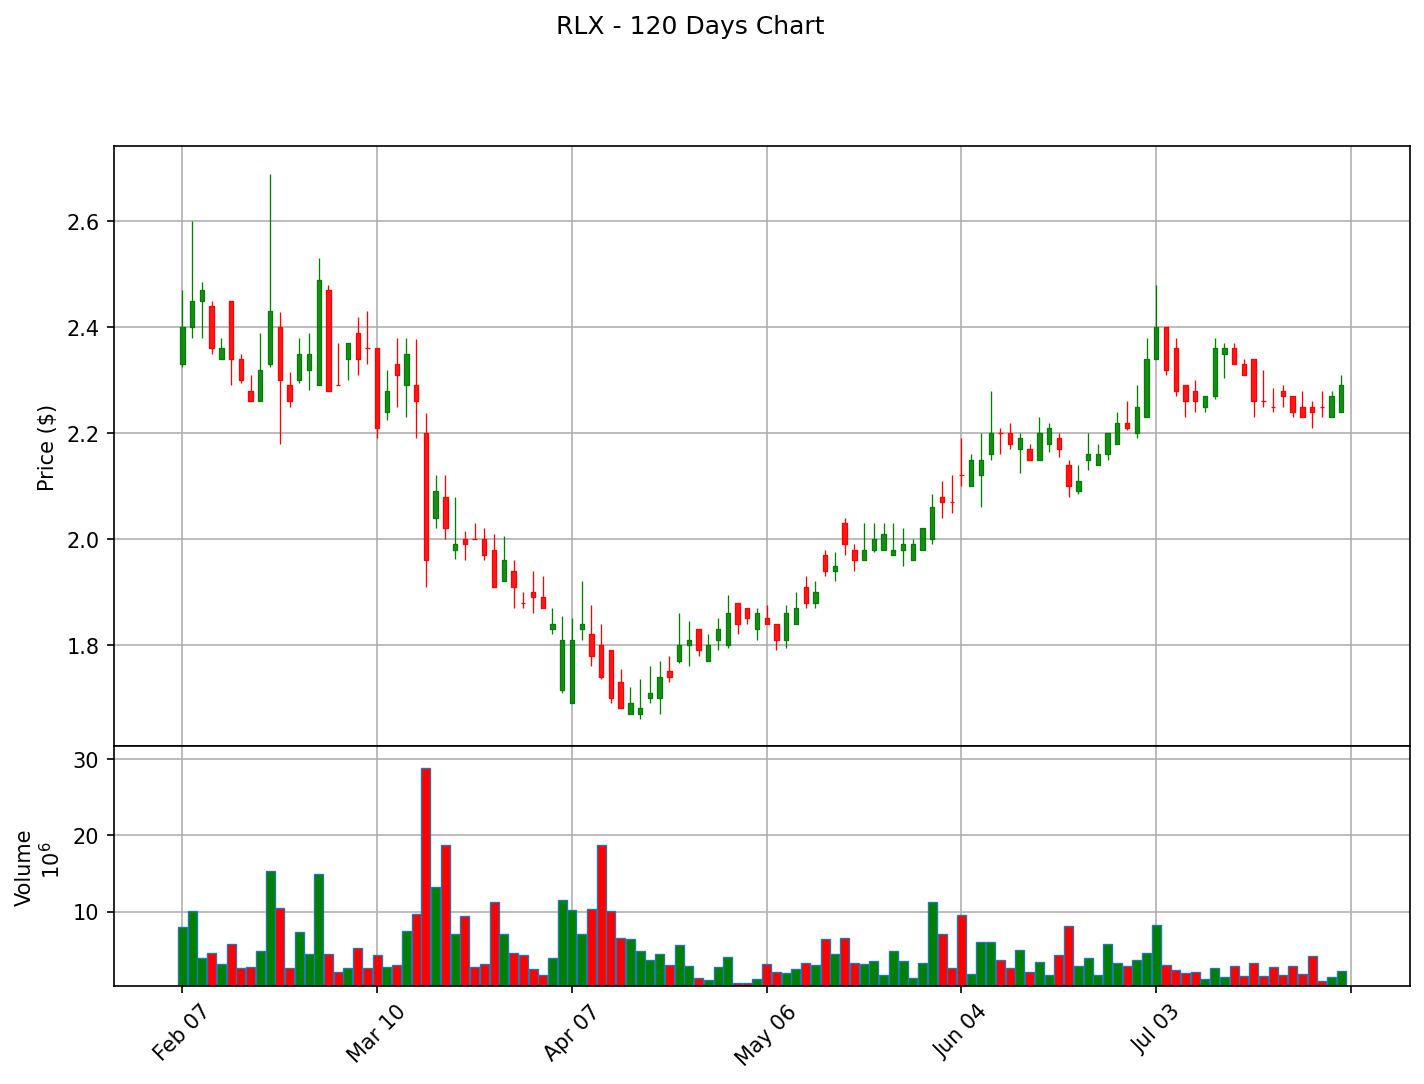 RLX - 120 Days Chart
Price ($)
2.6
2.4
2.2
2.0
1.8
Volume
10⁶
30
20
10
Feb 07
Mar 10
Apr 07
May 06
Jun 04
Jul 03